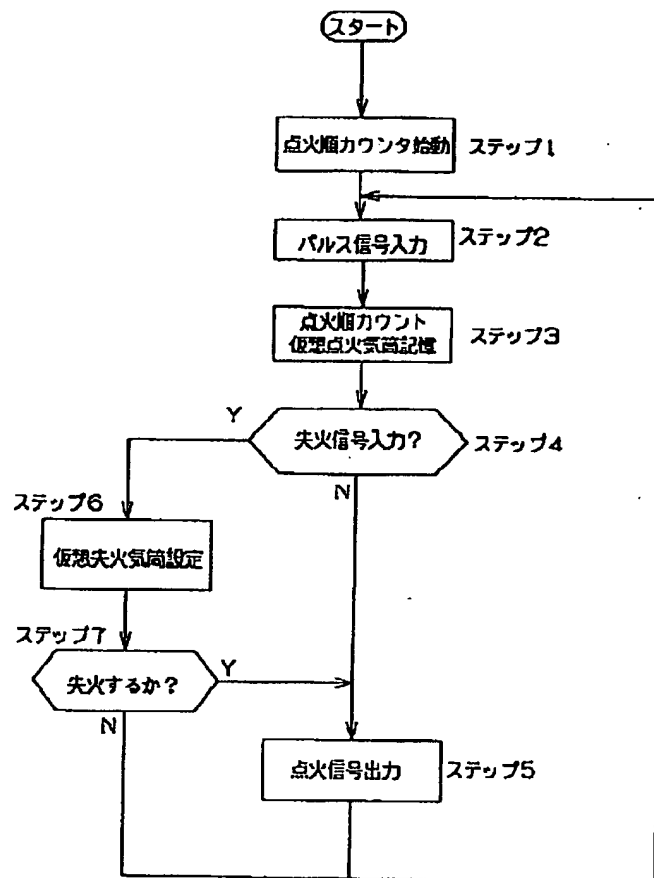 スタート
点火順カウンタ始動
ステップ1
パルス信号入力
ステップ2
点火順カウント
仮想点火気筒記憶
ステップ3
失火信号入力?
ステップ4
Y
N
ステップ6
仮想失火気筒設定
ステップ7
失火するか?
Y
N
点火信号出力
ステップ5